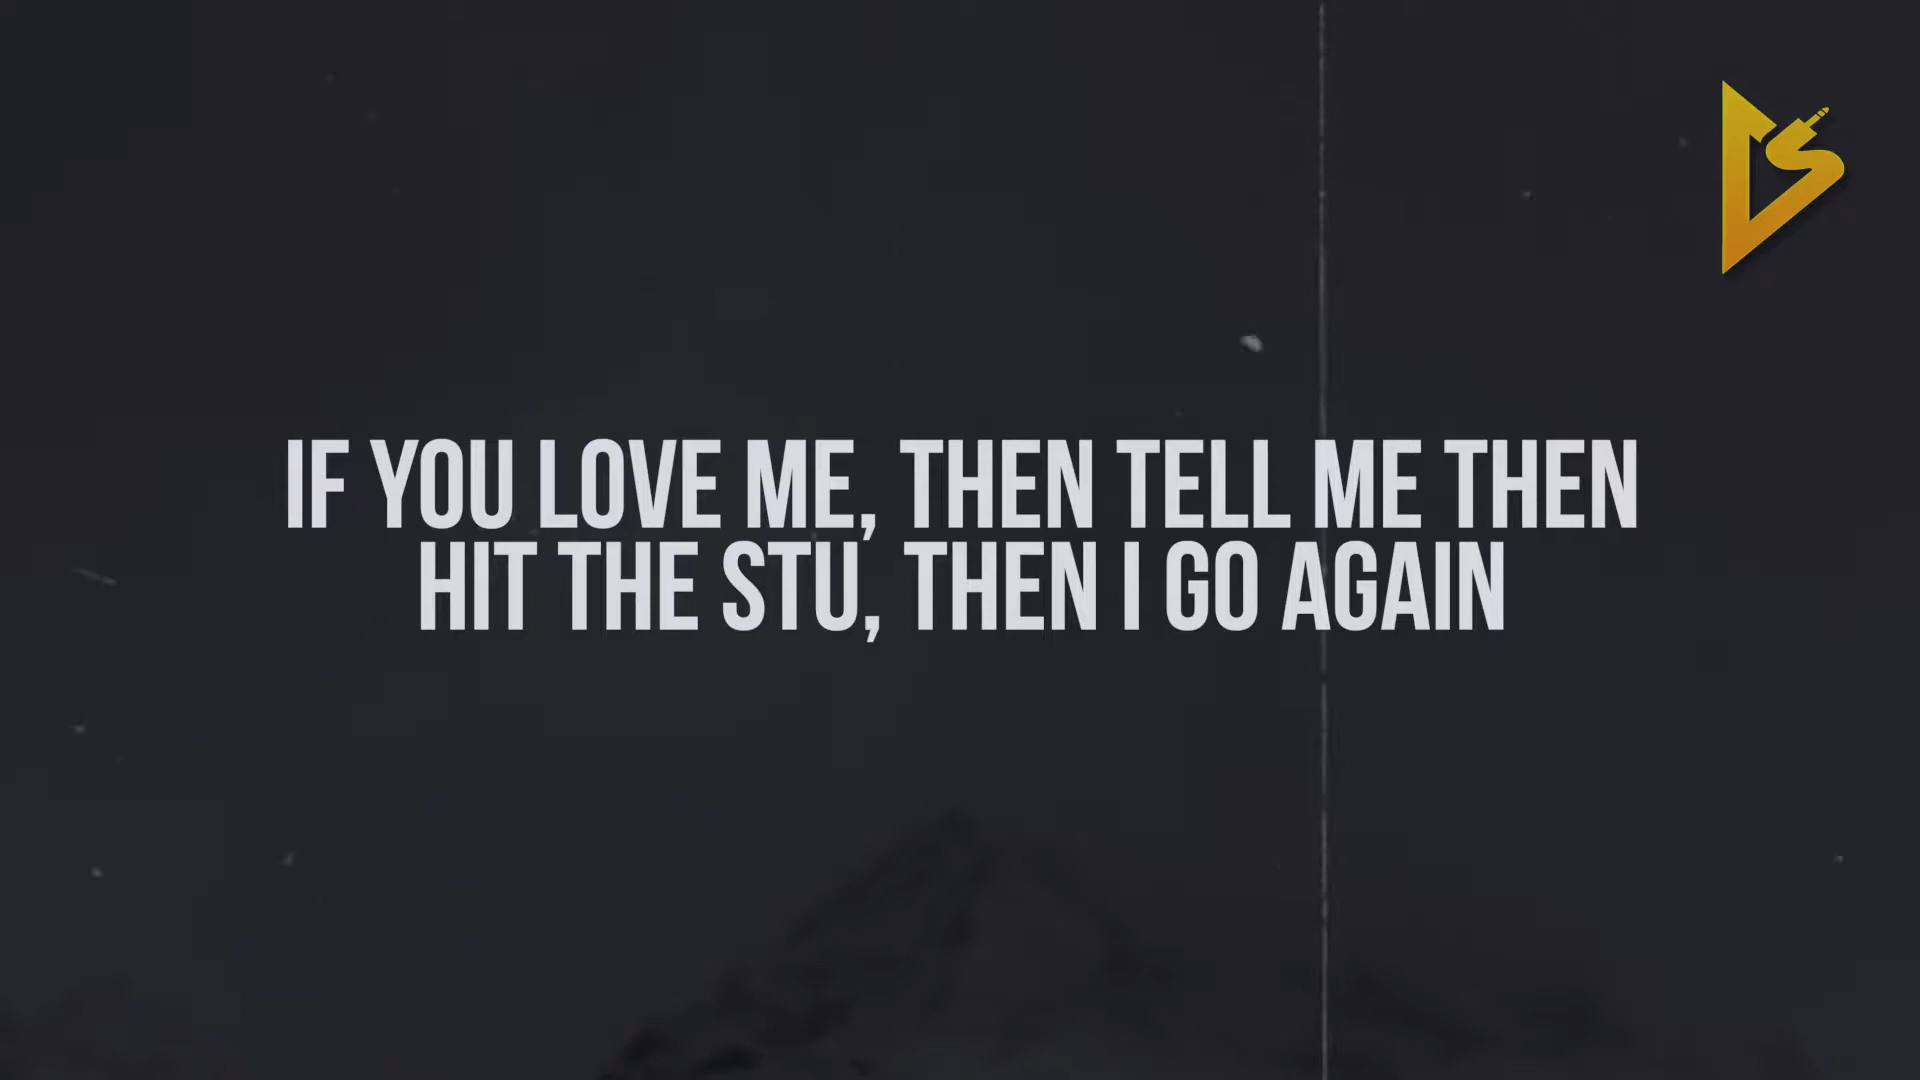 IF YOU LOVE ME, THEN TELL ME THEN
HIT THE STU, THEN I GO AGAIN